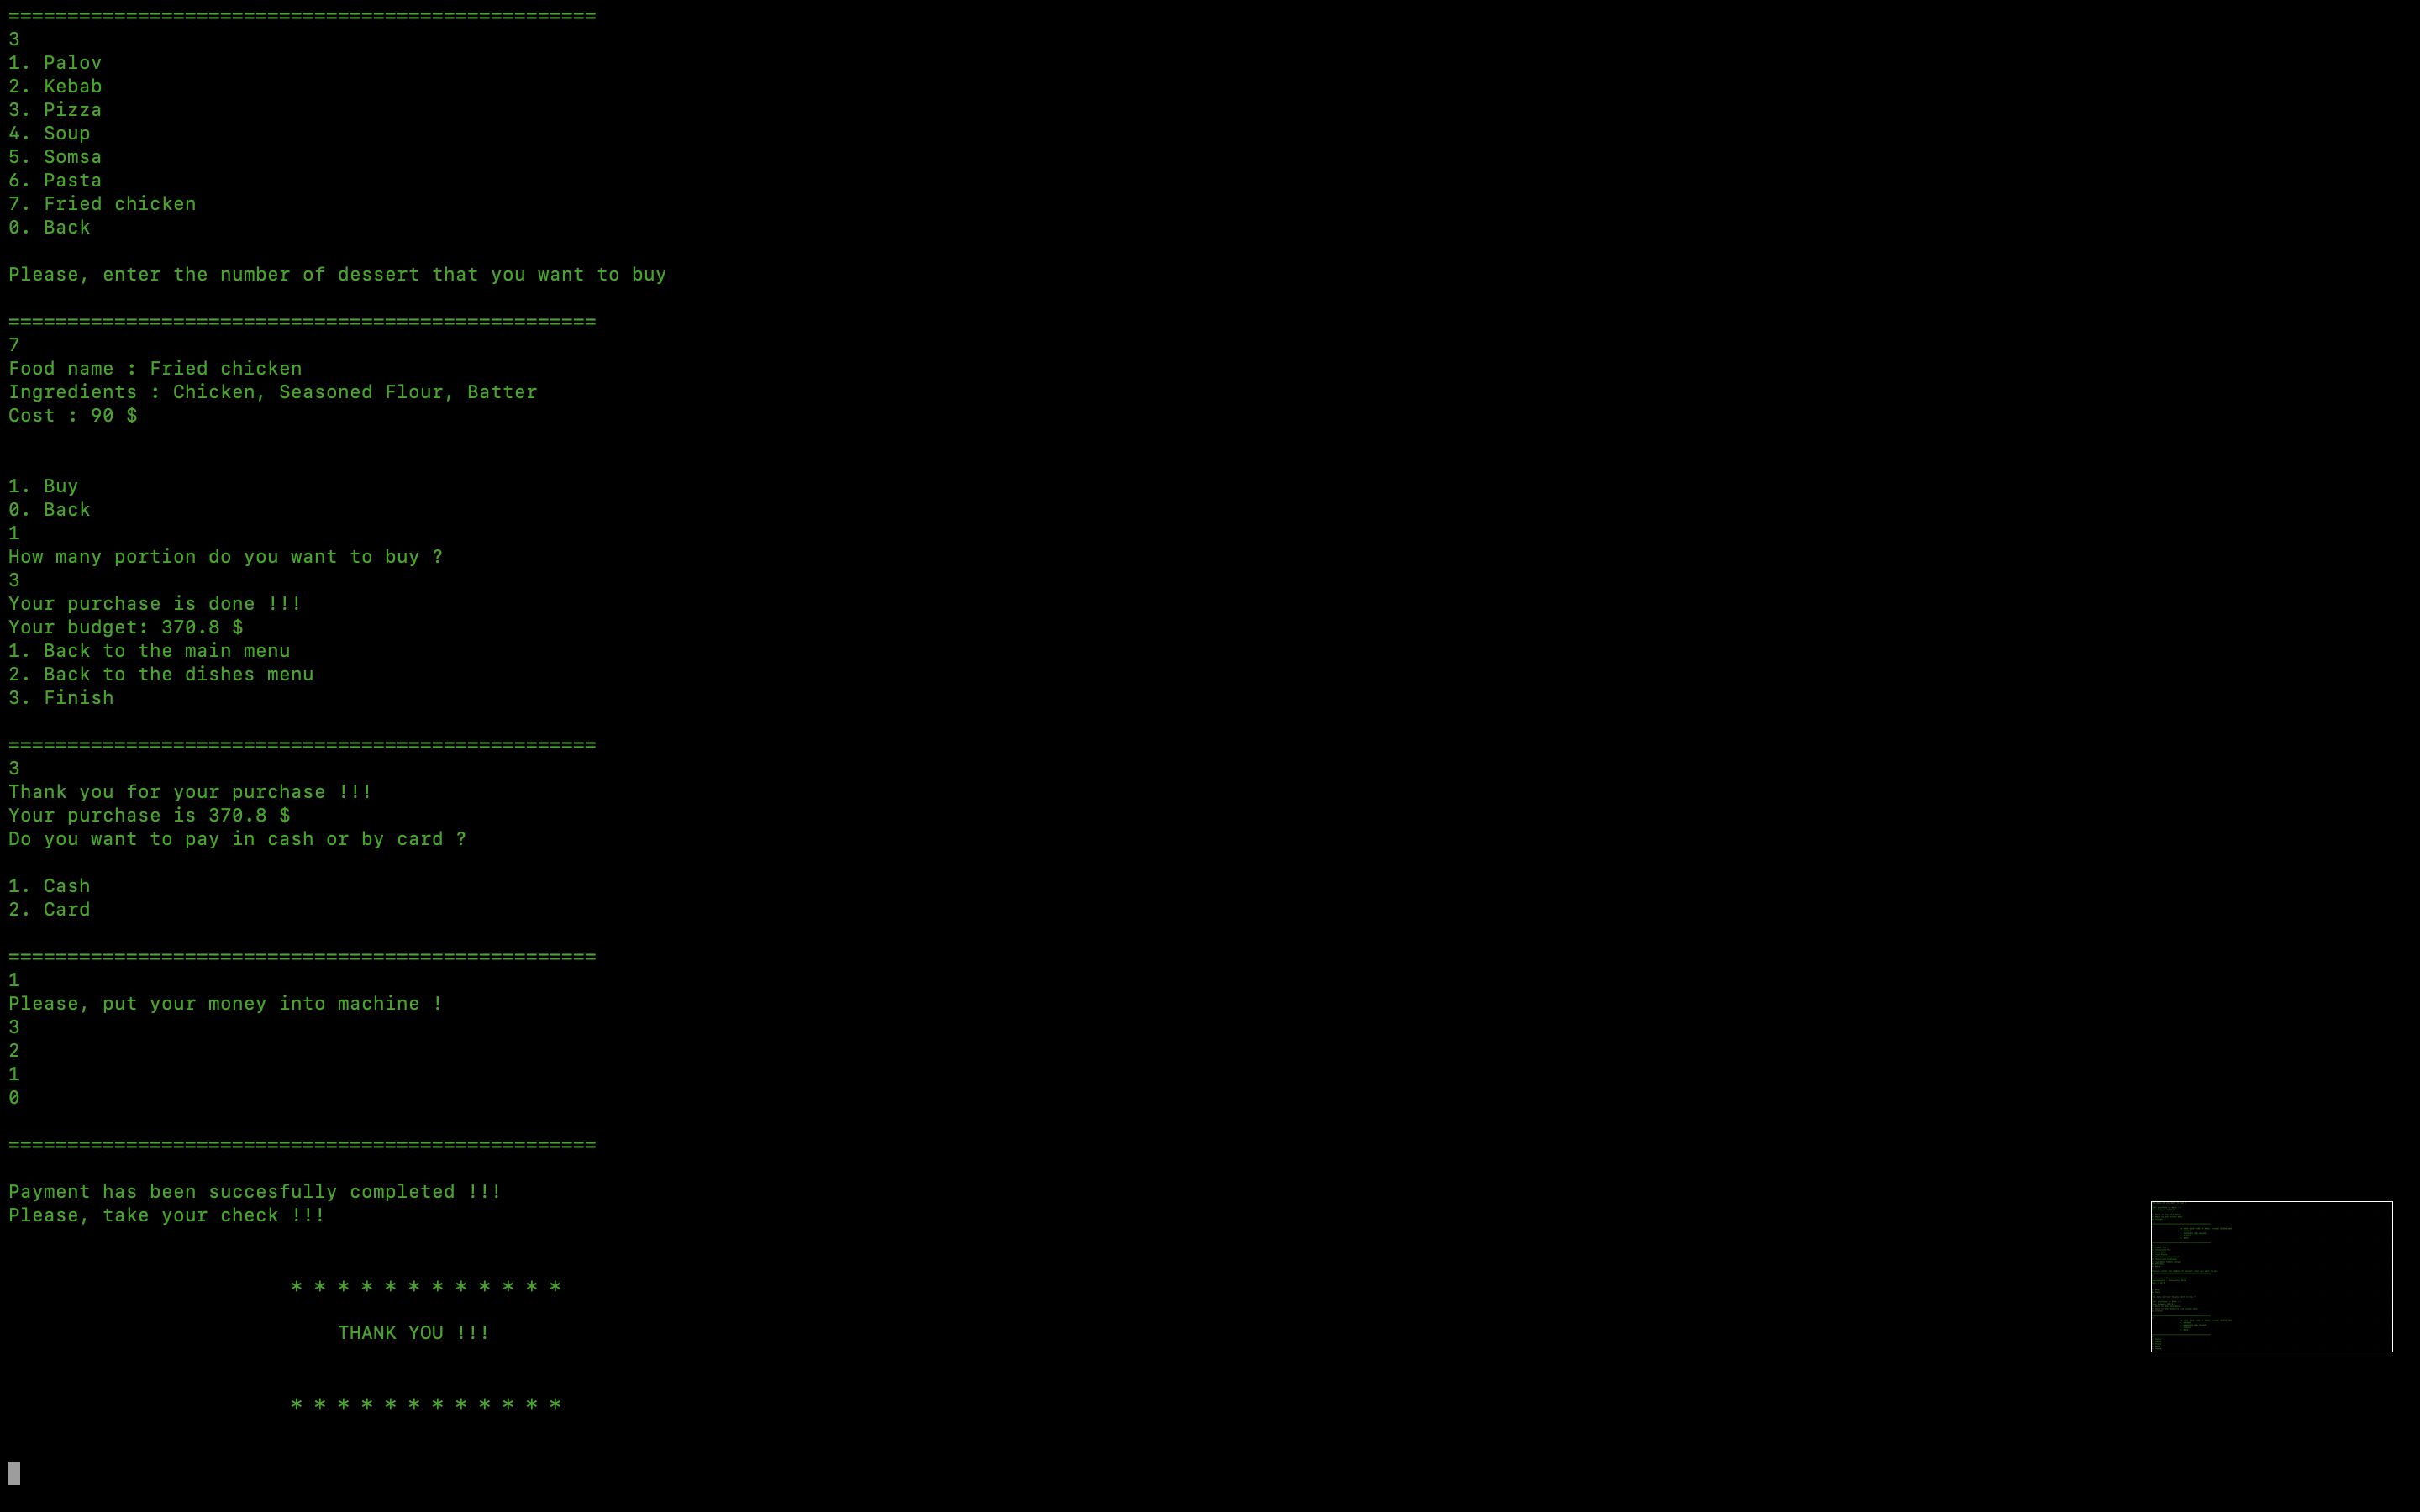 ==================================================
3
1. Palov
2. Kebab
3. Pizza
4. Soup
5. Somsa
6. Pasta
7. Fried chicken
0. Back
Please, enter the number of dessert that you want to buy
==================================================
7
Food name : Fried chicken
Ingredients : Chicken, Seasoned Flour, Batter
Cost : 90 $
1. Buy
0. Back
1
How many portion do you want to buy ?
3
Your purchase is done !!!
Your budget: 370.8 $
1. Back to the main menu
2. Back to the dishes menu
3. Finish
==================================================
3
Thank you for your purchase !!!
Your purchase is 370.8 $
Do you want to pay in cash or by card ?
1. Cash
2. Card
==================================================
1
Please, put your money into machine !
3
2
1
0
==================================================
Payment has been succesfully completed !!!
Please, take your check !!!
* * * * * * * * * * * *
THANK YOU !!!
* * * * * * * * * * * *